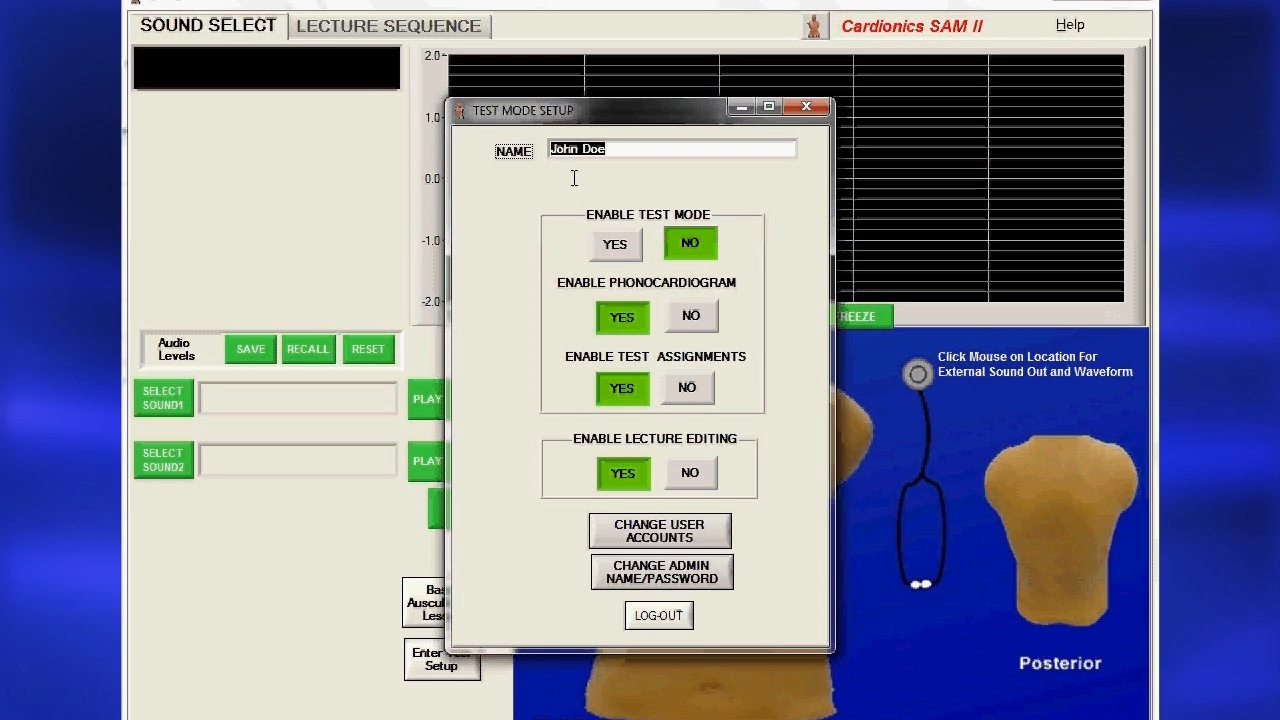 SOUND SELECT
LECTURE SEQUENCE
Cardionics SAM II
Help
2.0
1.0
0.0
-1.0
-2.0
TEST MODE SETUP
NAME
John Doe
ENABLE TEST MODE
YES
NO
ENABLE PHONOCARDIOGRAM
YES
NO
ENABLE TEST ASSIGNMENTS
YES
NO
ENABLE LECTURE EDITING
YES
NO
CHANGE USER
ACCOUNTS
CHANGE ADMIN
NAME/PASSWORD
LOG-OUT
Audio
Levels
SAVE
RECALL
RESET
SELECT
SOUND1
PLAY
SELECT
SOUND2
PLAY
Enter
Setup
Click Mouse on Location For
External Sound Out and Waveform
Posterior